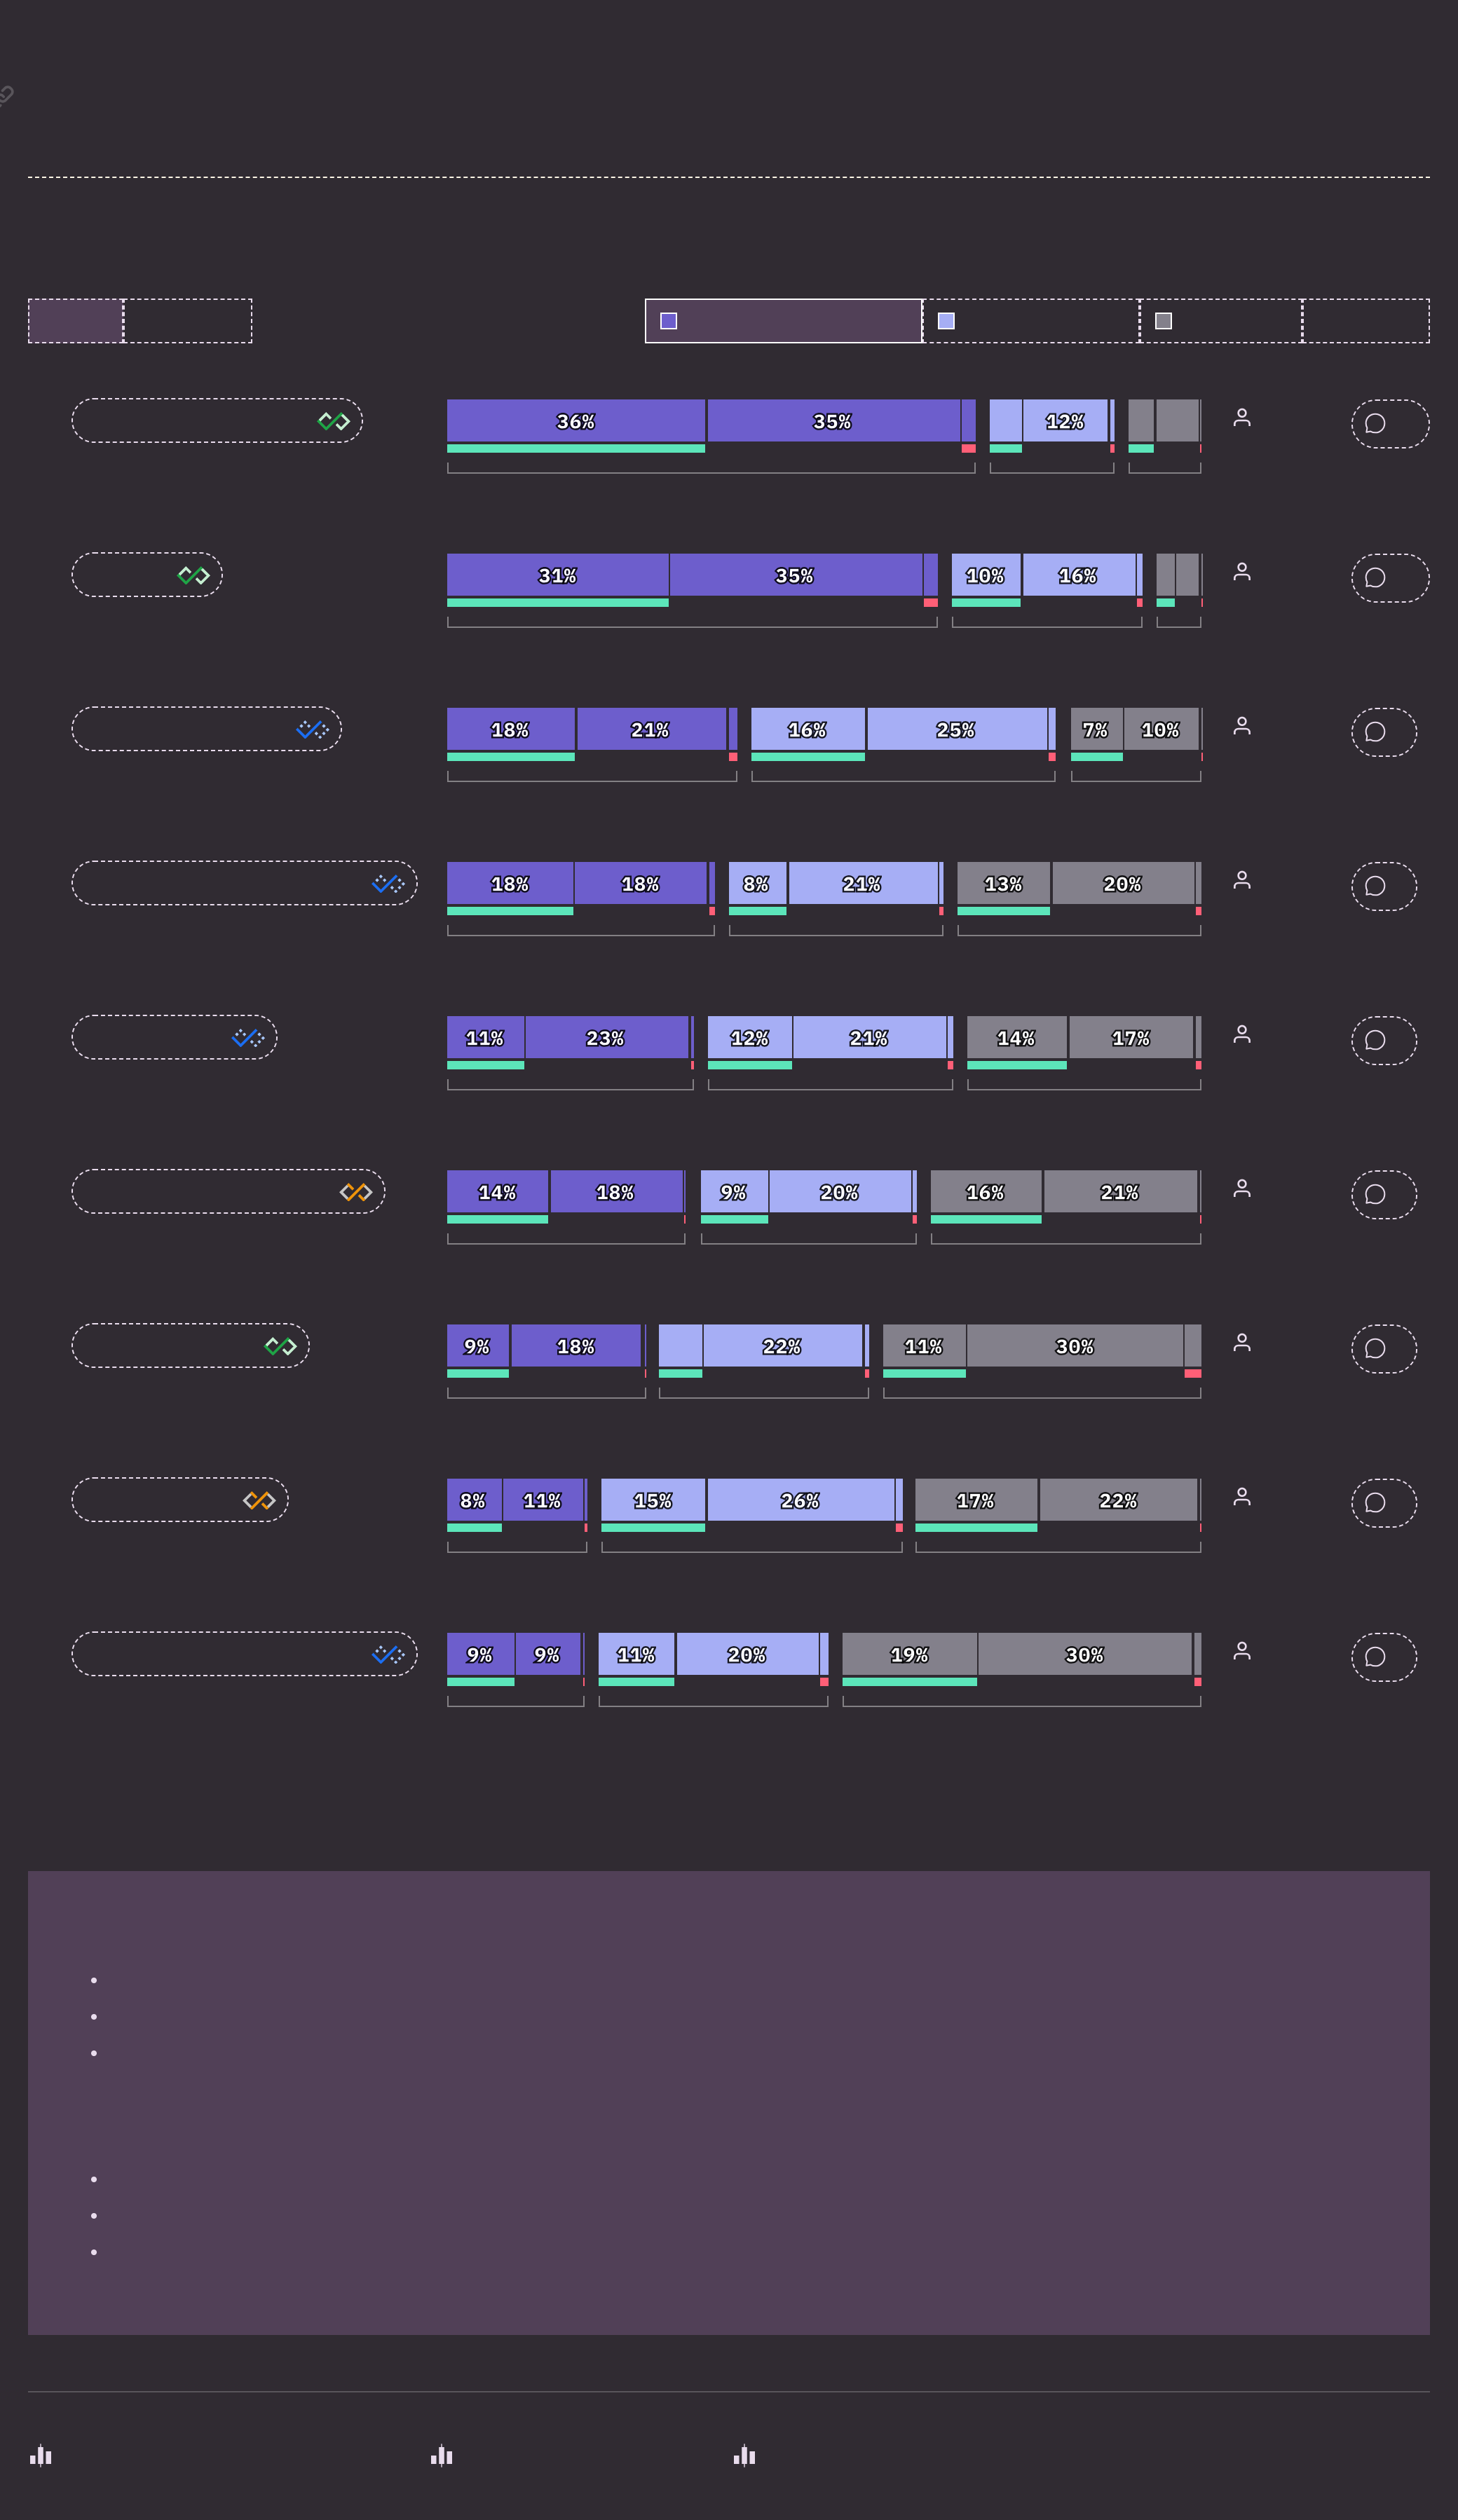 36% 35% 12%
31% 35% 10% 16%
18% 21% 16% 25% 7% 10%
18% 18% 8% 21% 13% 20%
11% 23% 12% 21% 14% 17%
14% 18% 9% 20% 16% 21%
9% 18% 22% 11% 30%
8% 11% 15% 26% 17% 22%
9% 9% 11% 20% 19% 30%